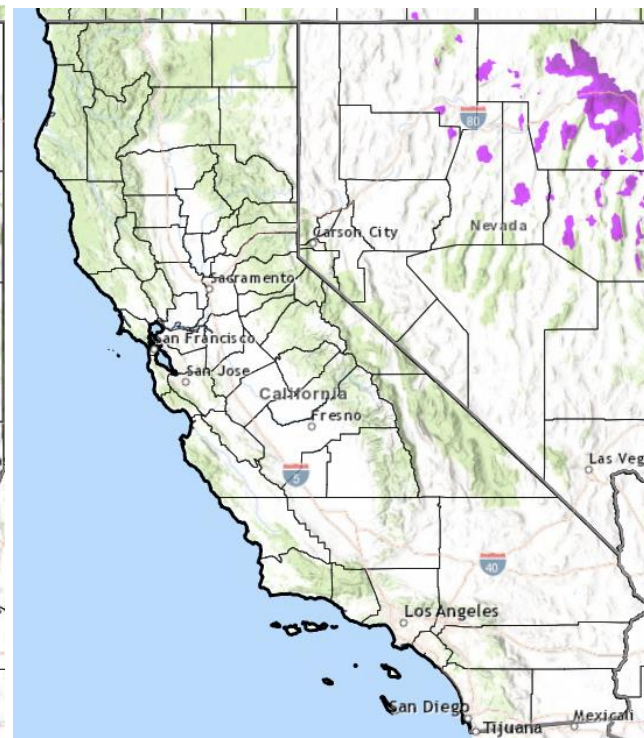 80
Nevada
Carson City
Sacramento
San Francisco
San Jose
California
Fresno
5
Las Veg
40
Los Angeles
San Diego
Tijuana
Mexicali